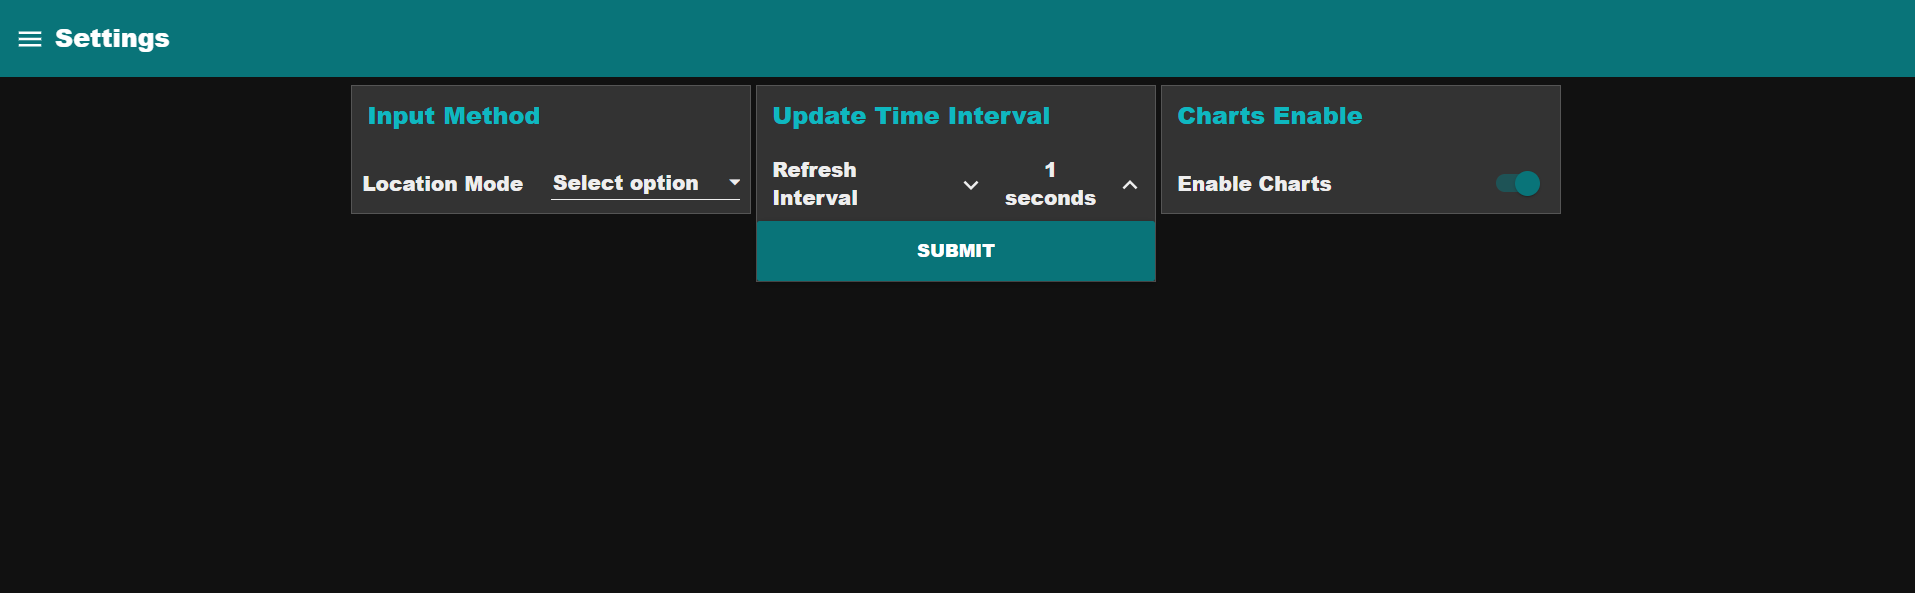 Settings
Input Method
Location Mode
Select option
Update Time Interval
Refresh
Interval
1
seconds
SUBMIT
Charts Enable
Enable Charts